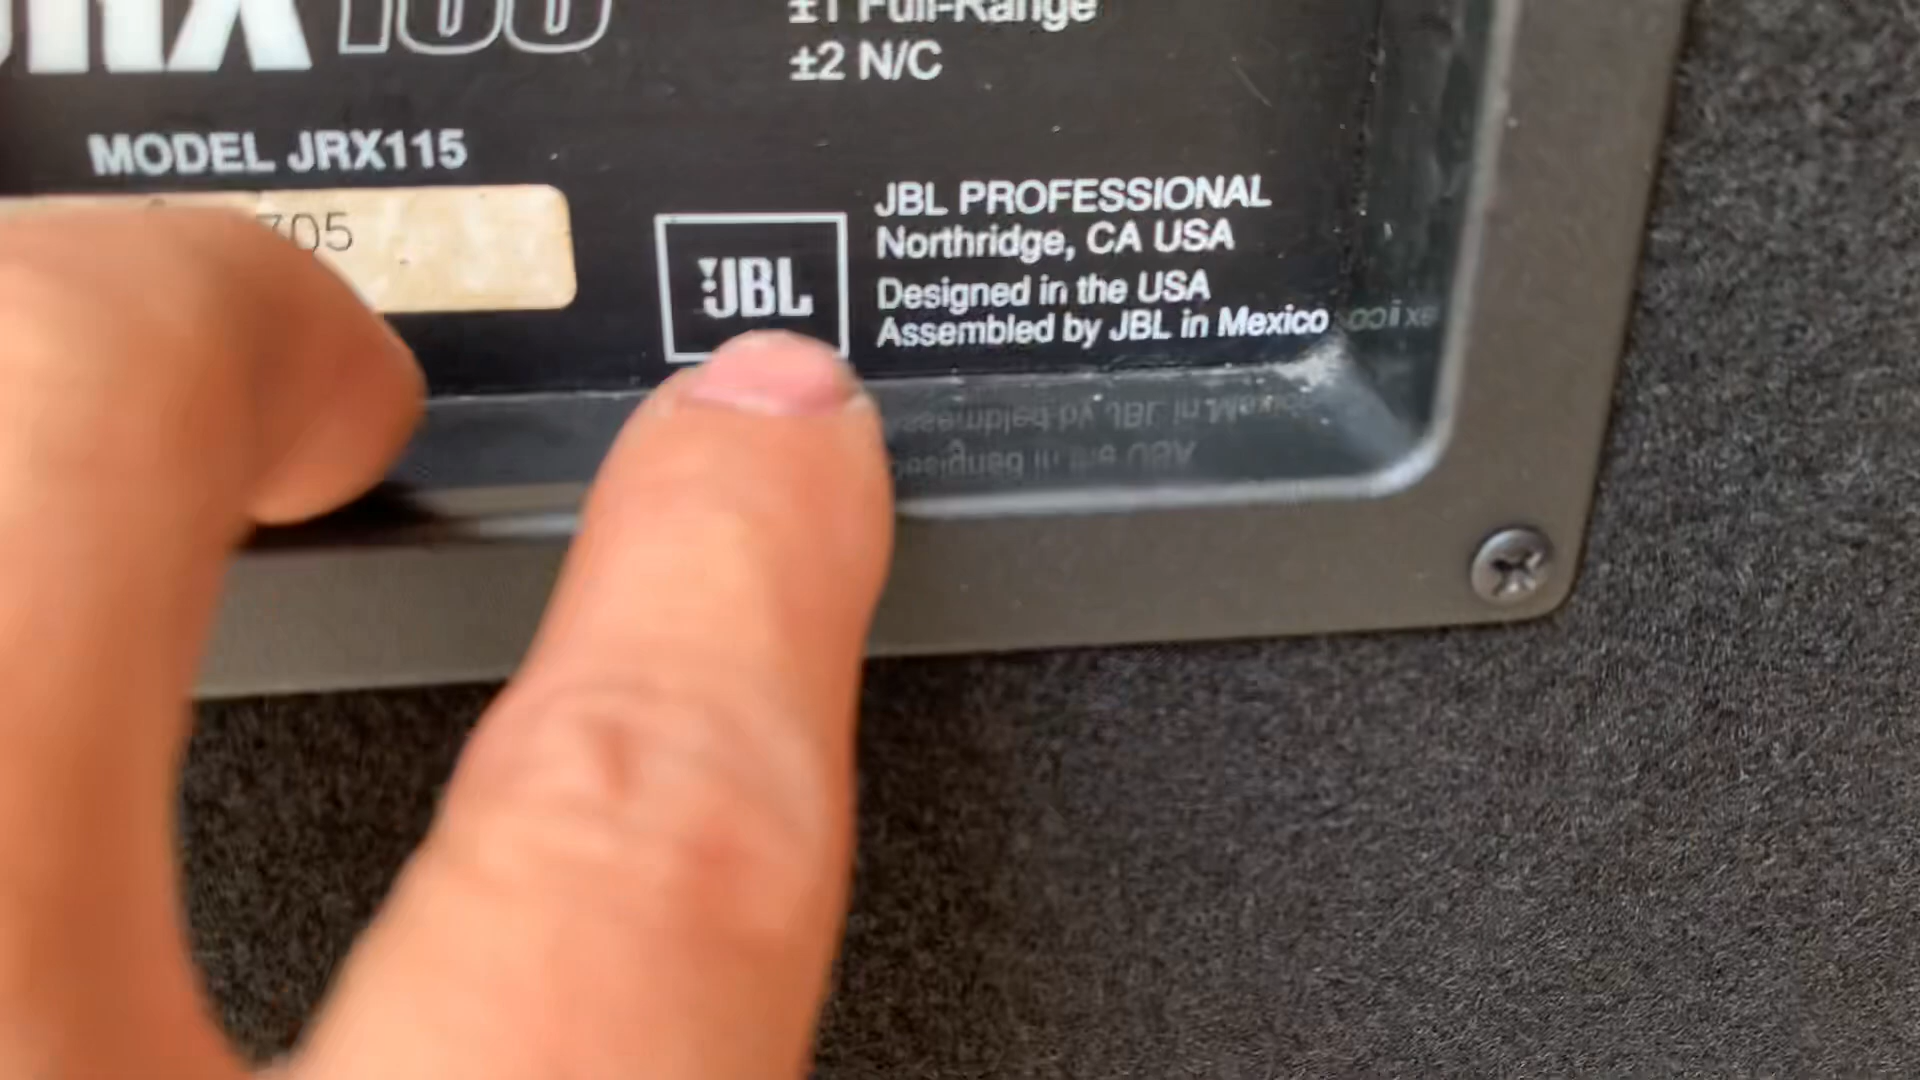 JRX100
±1 Full-Range
±2 N/C
MODEL JRX115
705
JBL
JBL PROFESSIONAL
Northridge, CA USA
Designed in the USA
Assembled by JBL in Mexico